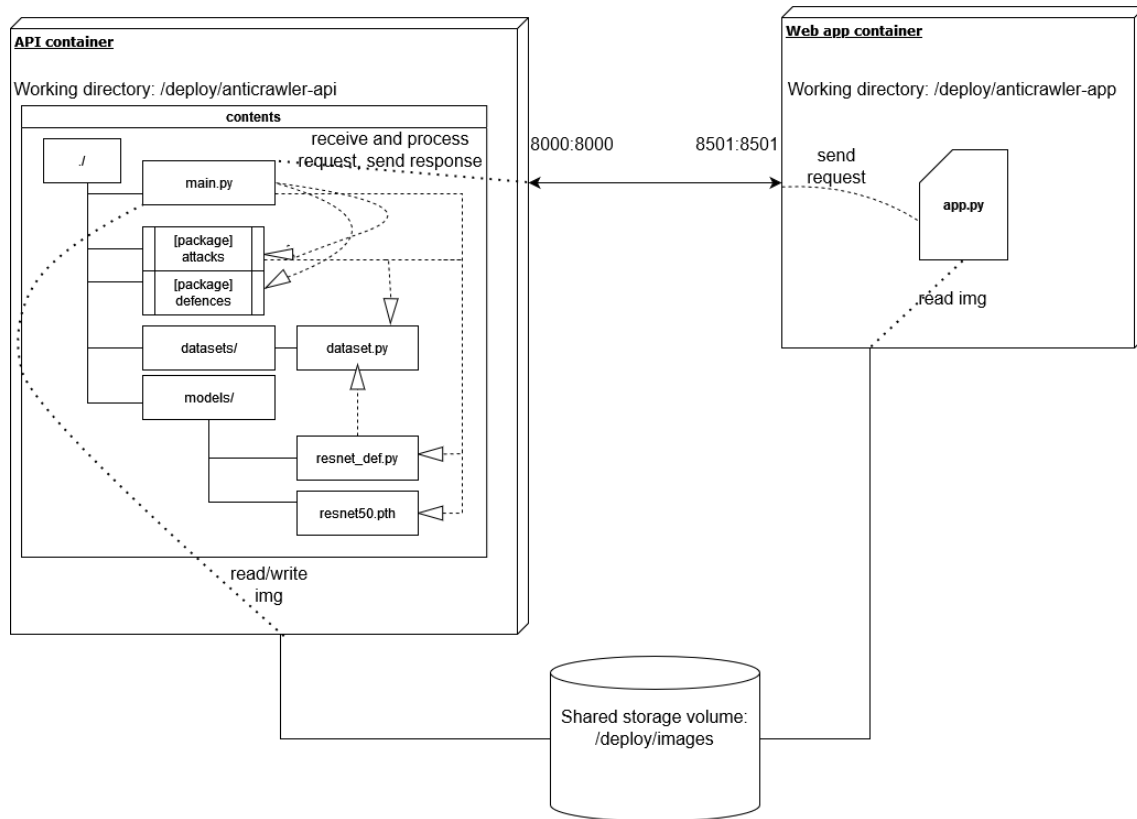 API container
Working directory: /deploy/anticrawler-api
contents
./
main.py
receive and process
request, send response
[package]
attacks
[package]
defences
datasets/
dataset.py
models/
resnet_def.py
resnet50.pth
read/write
img
8000:8000
8501:8501
Web app container
Working directory: /deploy/anticrawler-app
send
request
app.py
read img
Shared storage volume:
/deploy/images